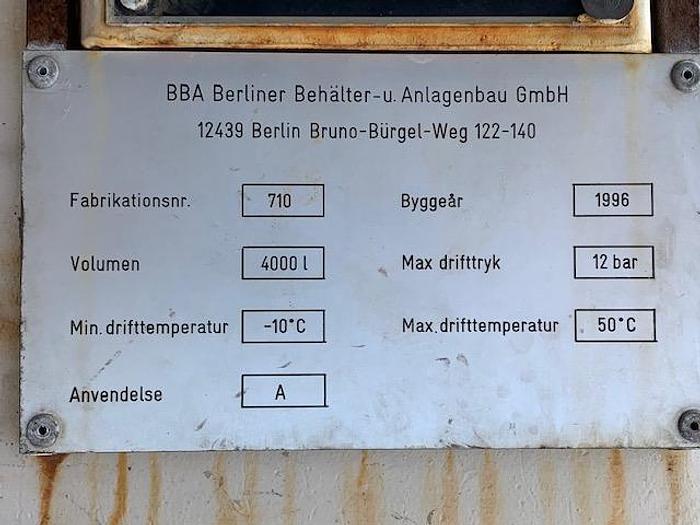 BBA Berliner Behälter-u. Anlagenbau GmbH
12439 Berlin Bruno-Bürgel-Weg 122-140
Fabrikationsnr. 710 Byggeår 1996
Volumen 4000 l Max drifttryk 12 bar
Min. drifttemperatur -10°C Max. drifttemperatur 50°C
Anvendelse A